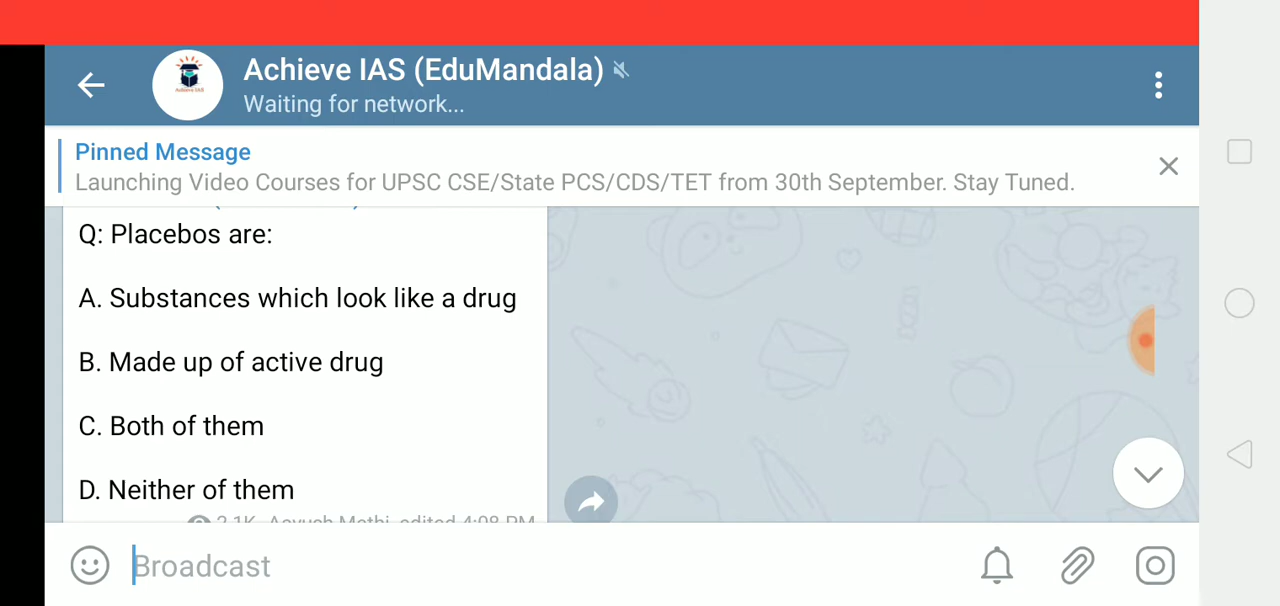 Achieve IAS (EduMandala)
Waiting for network...
Pinned Message
Launching Video Courses for UPSC CSE/State PCS/CDS/TET from 30th September. Stay Tuned.
Q: Placebos are:
A. Substances which look like a drug
B. Made up of active drug
C. Both of them
D. Neither of them
Broadcast